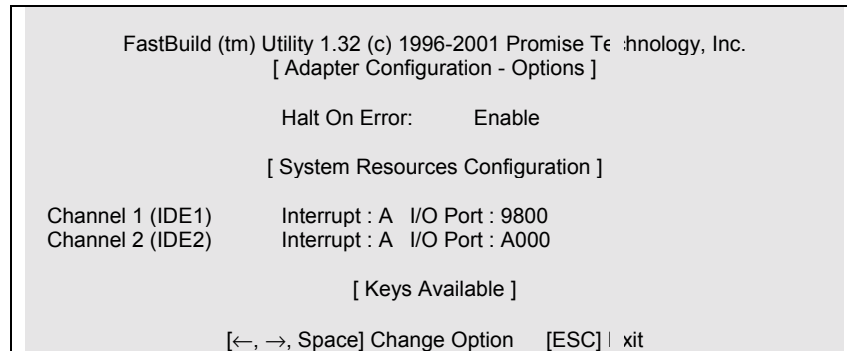 FastBuild (tm) Utility 1.32 (c) 1996-2001 Promise Technology, Inc.
[ Adapter Configuration - Options ]
Halt On Error: Enable
[ System Resources Configuration ]
Channel 1 (IDE1) Interrupt : A I/O Port : 9800
Channel 2 (IDE2) Interrupt : A I/O Port : A000
[ Keys Available ]
[←, →, Space] Change Option [ESC] Exit